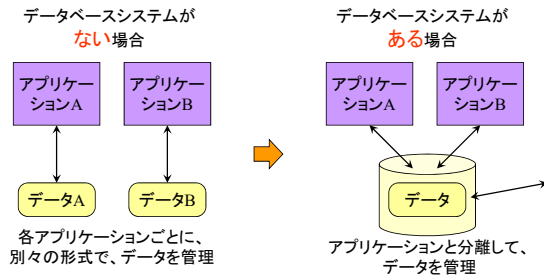 データベースシステムが
ない場合
アプリケー
ションA
アプリケー
ションB
データA
データB
各アプリケーションごとに、
別々の形式で、データを管理
データベースシステムが
ある場合
アプリケー
ションA
アプリケー
ションB
データ
アプリケーションと分離して、
データを管理